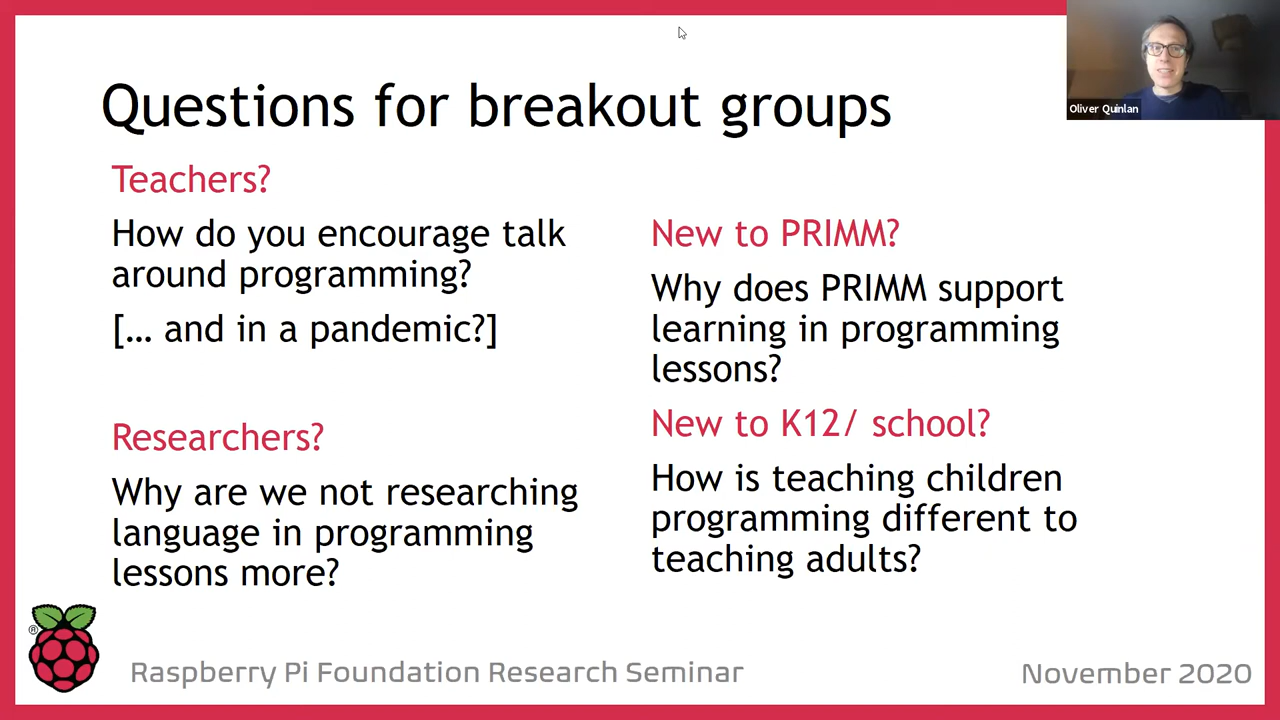 Questions for breakout groups
Teachers?
How do you encourage talk
around programming?
[… and in a pandemic?]
Researchers?
Why are we not researching
language in programming
lessons more?
New to PRIMM?
Why does PRIMM support
learning in programming
lessons?
New to K12/ school?
How is teaching children
programming different to
teaching adults?
Oliver Quinlan
®
Raspberry Pi Foundation Research Seminar
November 2020